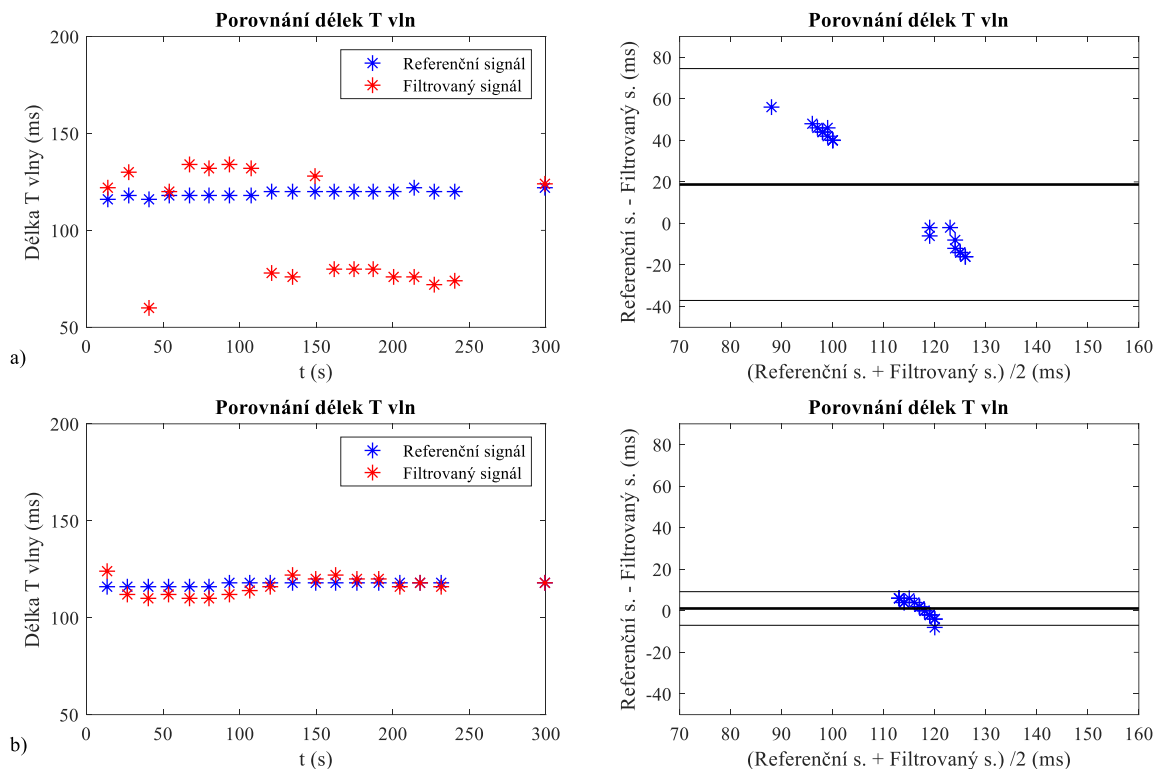 Porovnání délek T vln
Délka T vlny (ms)
200
150
100
50
Referenční signál
Filtrovaný signál
0 50 100 150 200 250 300
t (s)
a)
Porovnání délek T vln
Referenční s. - Filtrovaný s. (ms)
80
60
40
20
0
-20
-40
70 80 90 100 110 120 130 140 150 160
(Referenční s. + Filtrovaný s.) /2 (ms)
Porovnání délek T vln
Délka T vlny (ms)
200
150
100
50
Referenční signál
Filtrovaný signál
0 50 100 150 200 250 300
t (s)
b)
Porovnání délek T vln
Referenční s. - Filtrovaný s. (ms)
80
60
40
20
0
-20
-40
70 80 90 100 110 120 130 140 150 160
(Referenční s. + Filtrovaný s.) /2 (ms)